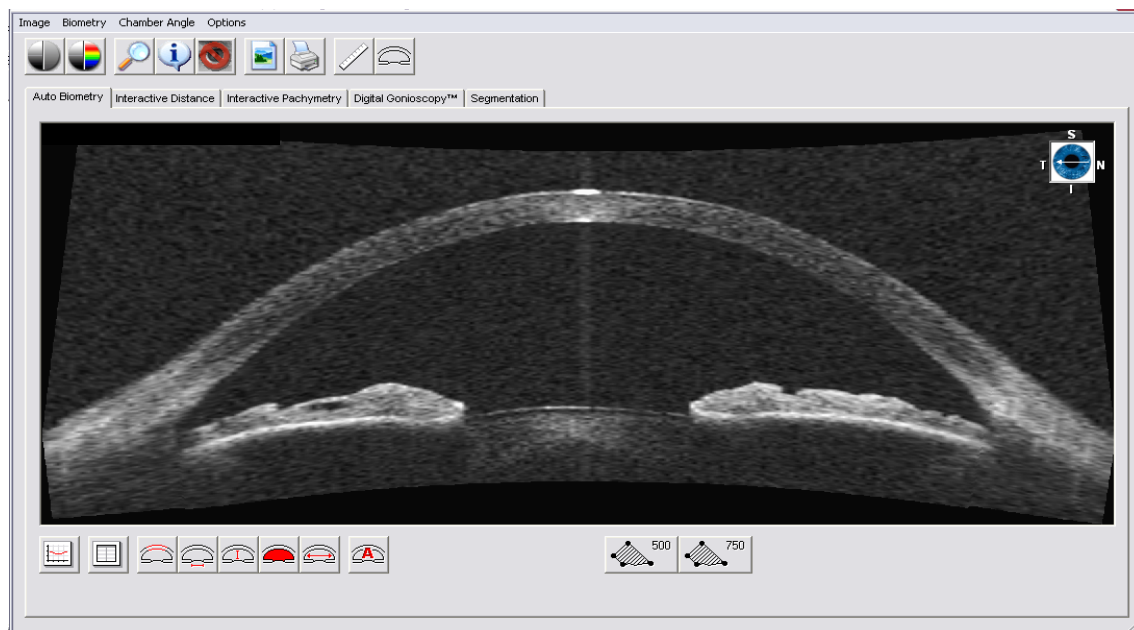 Image Biometry Chamber Angle Options
Auto Biometry Interactive Distance Interactive Pachymetry Digital Gonioscopy™ Segmentation
S
T N
I
A 500 750